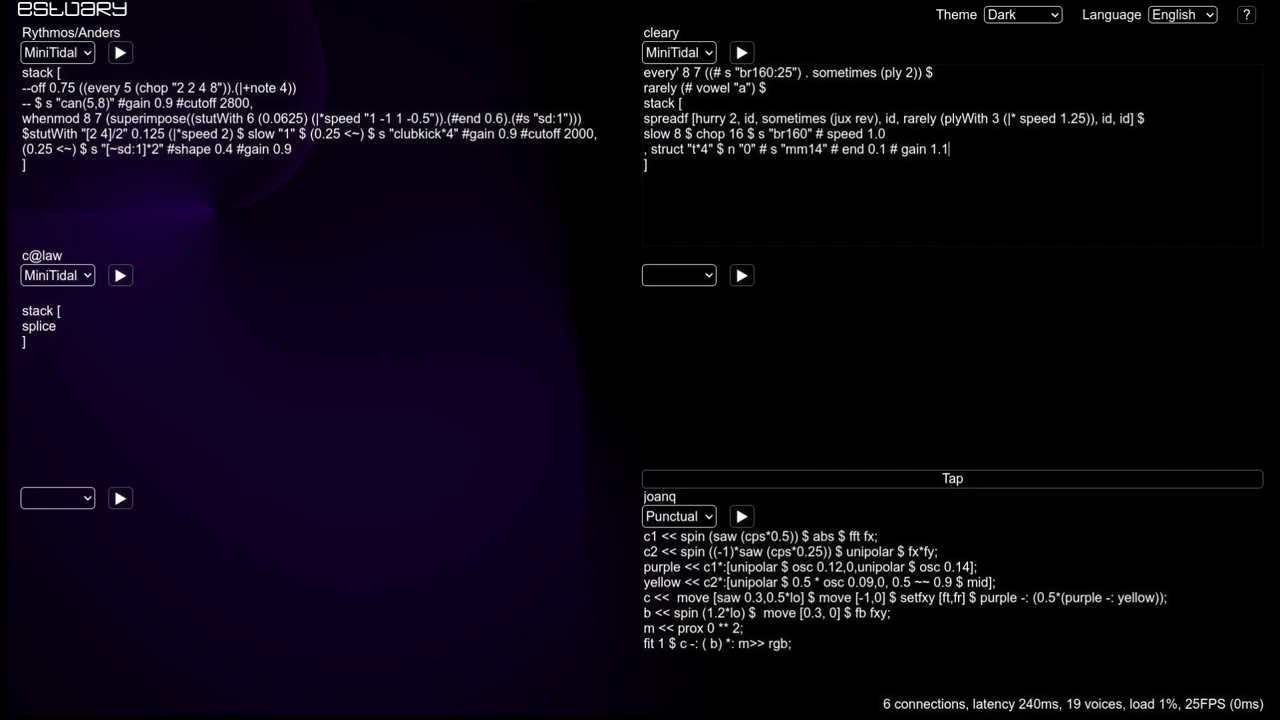 estuary
Theme Dark Language English ?
Rythmos/Anders
MiniTidal
stack [
--off 0.75 ((every 5 (chop "2 2 4 8")).(|+note 4))
-- $ s "can(5,8)" #gain 0.9 #cutoff 2800,
whenmod 8 7 (superimpose((stutWith 6 (0.0625) (|*speed "1 -1 1 -0.5")).(#end 0.6).(#s "sd:1")))
$stutWith "[2 4]/2" 0.125 (|*speed 2) $ slow "1" $ (0.25 <~) $ s "clubkick*4" #gain 0.9 #cutoff 2000,
(0.25 <~) $ s "[~sd:1]*2" #shape 0.4 #gain 0.9
]
cleary
MiniTidal
every' 8 7 ((# s "br160:25") . sometimes (ply 2)) $
rarely (# vowel "a") $
stack [
spreadf [hurry 2, id, sometimes (jux rev), id, rarely (plyWith 3 (|* speed 1.25)), id, id] $
slow 8 $ chop 16 $ s "br160" # speed 1.0
, struct "t*4" $ n "0" # s "mm14" # end 0.1 # gain 1.1
]
c@law
MiniTidal
stack [
splice
]
Tap
joanq
Punctual
c1 << spin (saw (cps*0.5)) $ abs $ fft fx;
c2 << spin ((-1)*saw (cps*0.25)) $ unipolar $ fx*fy;
purple << c1*:[unipolar $ osc 0.12,0,unipolar $ osc 0.14];
yellow << c2*:[unipolar $ 0.5 * osc 0.09,0, 0.5 ~~ 0.9 $ mid];
c <<  move [saw 0.3,0.5*lo] $ move [-1,0] $ setfxy [ft,fr] $ purple -: (0.5*(purple -: yellow));
b << spin (1.2*lo) $  move [0.3, 0] $ fb fxy;
m << prox 0 ** 2;
fit 1 $ c -: ( b) *: m>> rgb;
6 connections, latency 240ms, 19 voices, load 1%, 25FPS (0ms)